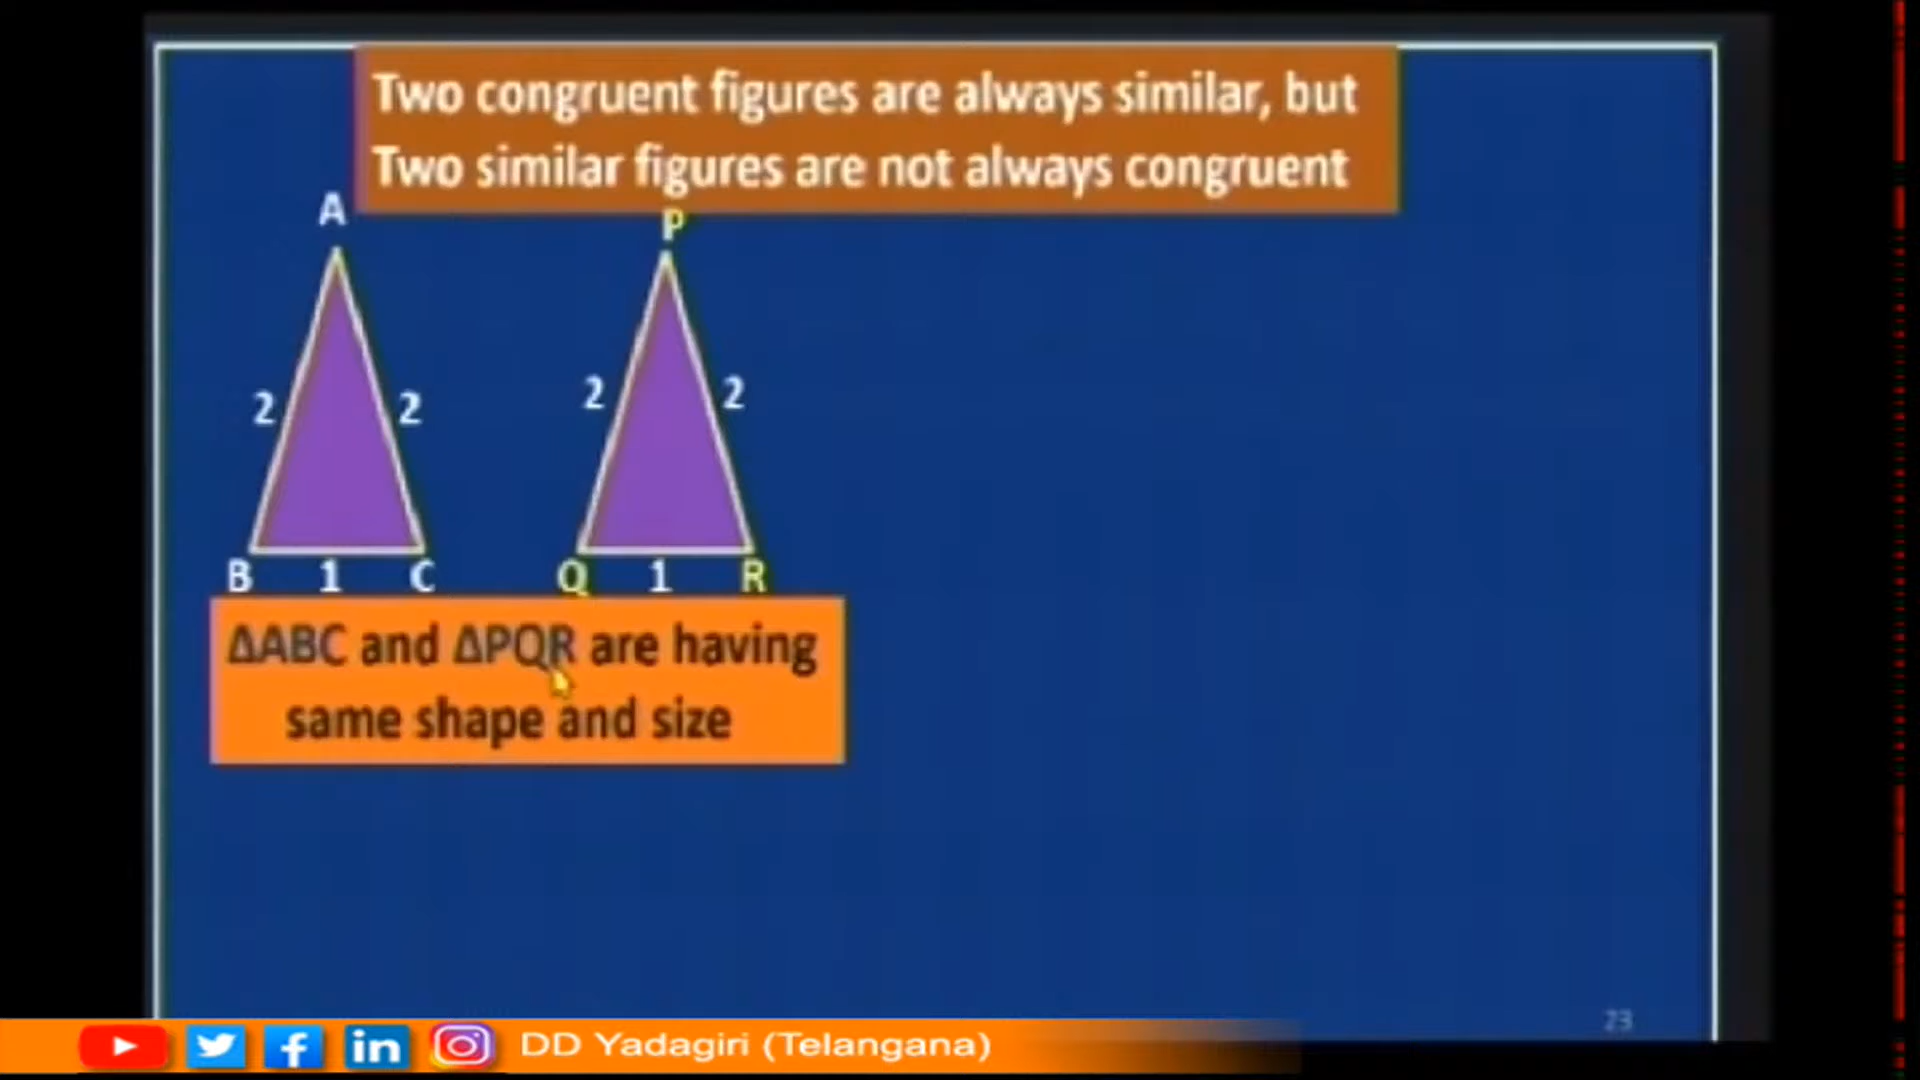 Two congruent figures are always similar, but
Two similar figures are not always congruent
A
P
2
2
2
2
B 1 C
Q 1 R
ΔABC and ΔPQR are having
same shape and size
23
in
DD Yadagiri (Telangana)